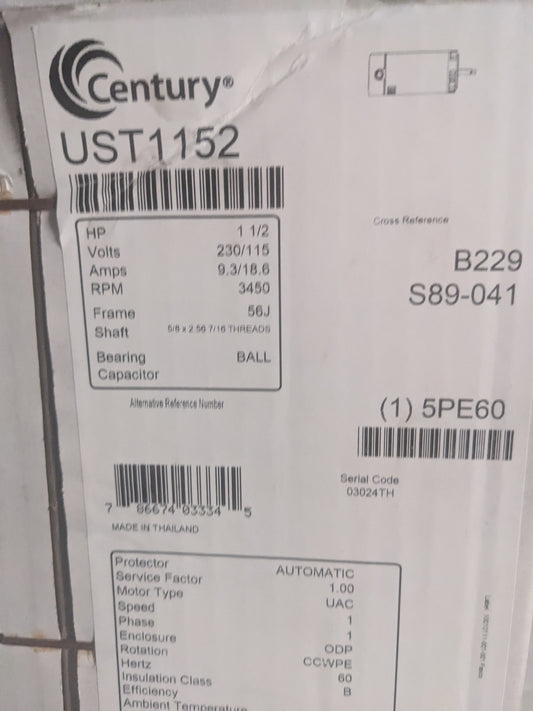 Century®
UST1152
HP 1 1/2
Volts 230/115
Amps 9.3/18.6
RPM 3450
Frame 56J
Shaft 5/8 x 2.56 7/16 THREADS
Bearing BALL
Capacitor
Alternative Reference Number
Cross Reference
B229
S89-041
(1) 5PE60
Serial Code
03024TH
7 86674 03334 5
MADE IN THAILAND
Protector AUTOMATIC
Service Factor 1.00
Motor Type UAC
Speed 1
Phase 1
Enclosure ODP
Rotation CCWPE
Hertz 60
Insulation Class B
Efficiency
Ambient Temperature